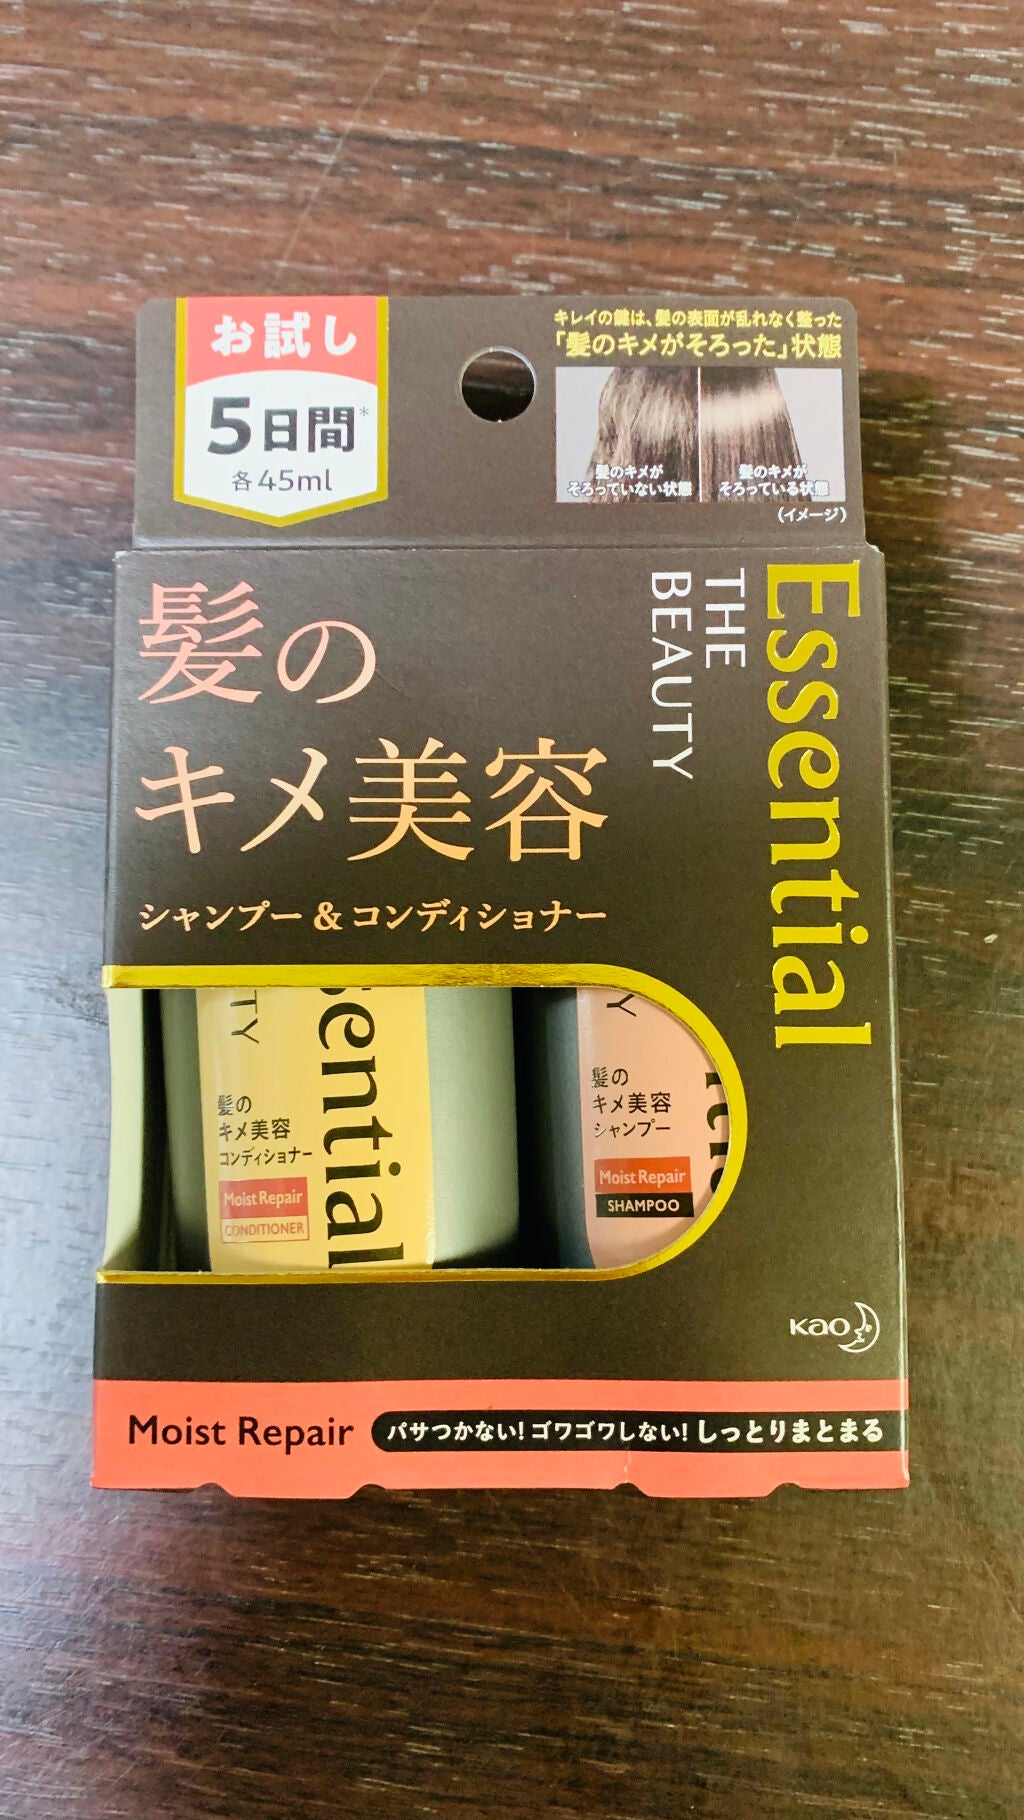 お試し
5日間*
各45ml
キレイの鍵は、髪の表面が乱れなく整った
「髪のキメがそろった」状態
髪のキメが
そろっていない状態
髪のキメが
そろっている状態
(イメージ)
Essential
THE
BEAUTY
髪の
キメ美容
シャンプー&コンディショナー
TY
sential
髪の
キメ美容
コンディショナー
Moist Repair
CONDITIONER
Y
髪の
キメ美容
シャンプー
Moist Repair
SHAMPOO
Kao
Moist Repair
パサつかない!ゴワゴワしない!しっとりまとまる